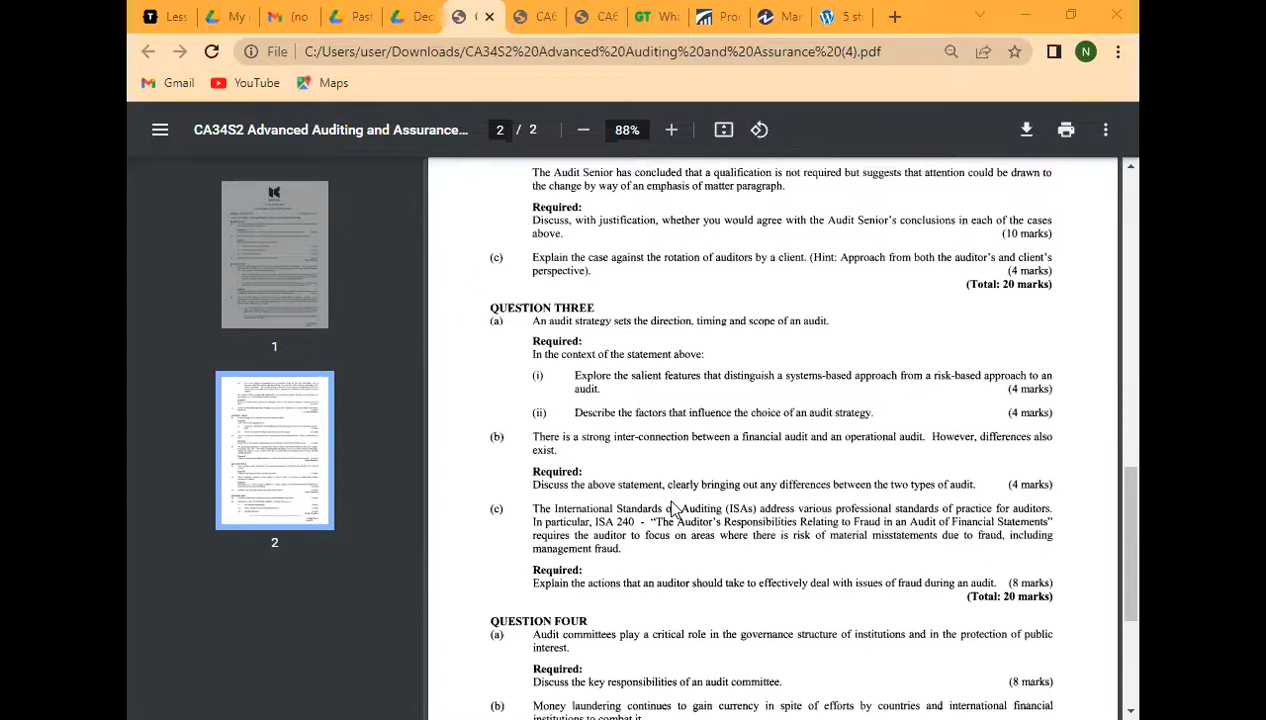 Less
My
(no
Past
Dec
CA6
CA6
GT
Wha
Proc
Mar
5 st
File
C:/Users/user/Downloads/CA34S2%20Advanced%20Auditing%20and%20Assurance%20(4).pdf
N
Gmail
YouTube
Maps
CA34S2 Advanced Auditing and Assurance...
2 / 2
88%
1
2
The Audit Senior has concluded that a qualification is not required but suggests that attention could be drawn to
the change by way of an emphasis of matter paragraph.
Required:
Discuss, with justification, whether you would agree with the Audit Senior's conclusions in each of the cases
above. (10 marks)
(c) Explain the case against the rotation of auditors by a client. (Hint: Approach from both the auditor's and client's
perspective). (4 marks)
(Total: 20 marks)
QUESTION THREE
(a) An audit strategy sets the direction, timing and scope of an audit.
Required:
In the context of the statement above:
(i) Explore the salient features that distinguish a systems-based approach from a risk-based approach to an
audit. (4 marks)
(ii) Describe the factors that influence the choice of an audit strategy. (4 marks)
(b) There is a strong inter-connection between a financial audit and an operational audit. However, differences also
exist.
Required:
Discuss the above statement, clearly bringing out any differences between the two types of audit. (4 marks)
(c) The International Standards on Auditing (ISAs) address various professional standards of practice for auditors.
In particular, ISA 240 - "The Auditor's Responsibilities Relating to Fraud in an Audit of Financial Statements"
requires the auditor to focus on areas where there is risk of material misstatements due to fraud, including
management fraud.
Required:
Explain the actions that an auditor should take to effectively deal with issues of fraud during an audit. (8 marks)
(Total: 20 marks)
QUESTION FOUR
(a) Audit committees play a critical role in the governance structure of institutions and in the protection of public
interest.
Required:
Discuss the key responsibilities of an audit committee. (8 marks)
(b) Money laundering continues to gain currency in spite of efforts by countries and international financial
institutions to combat it.